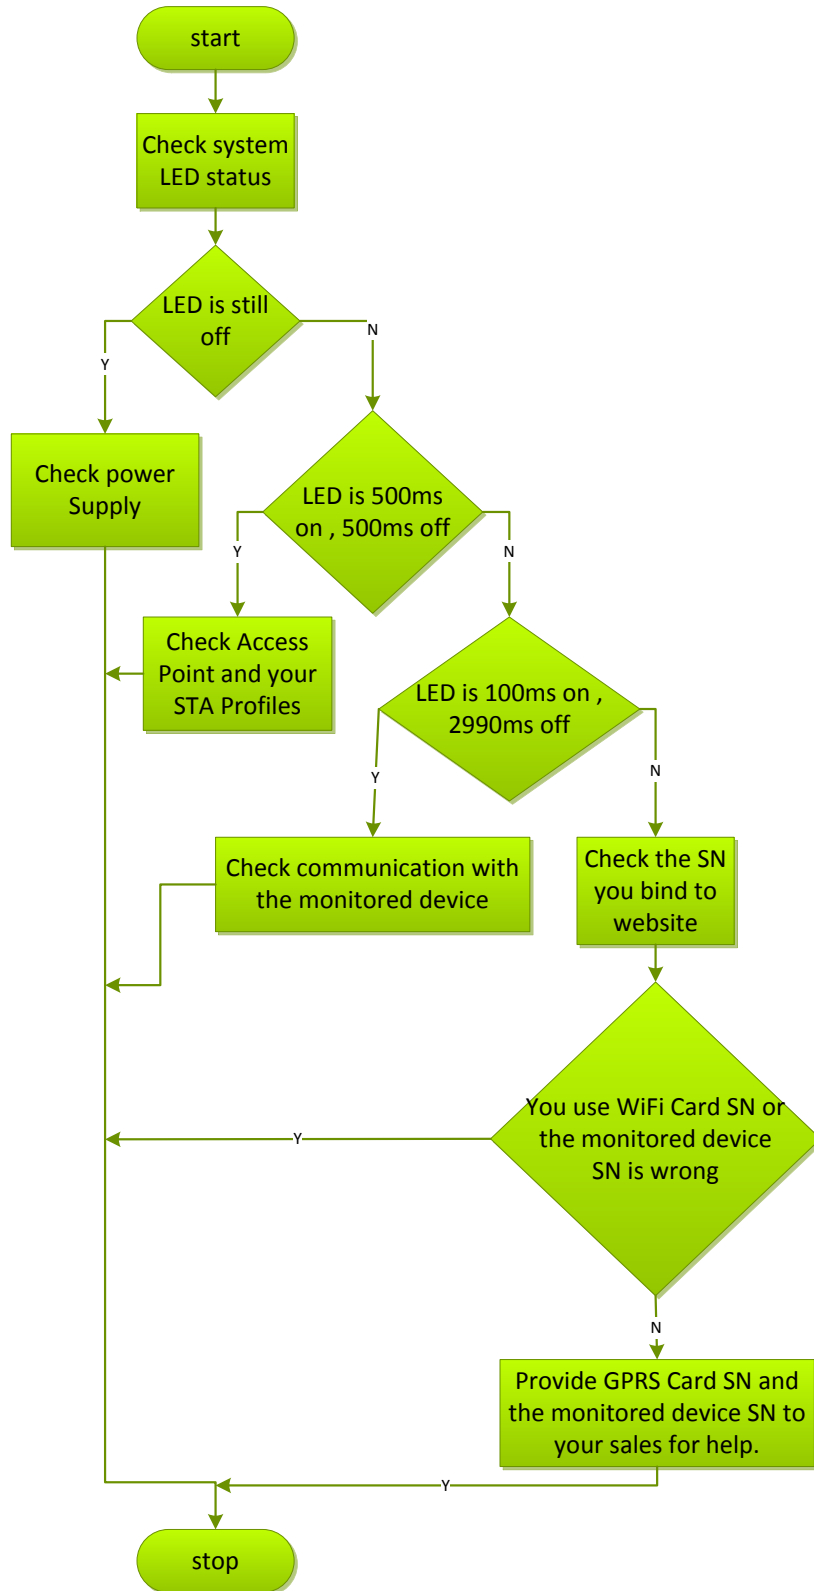 start
Check system
LED status
LED is still
off
N
Y
Check power
Supply
LED is 500ms
on , 500ms off
Y
N
Check Access
Point and your
STA Profiles
LED is 100ms on ,
2990ms off
Y
N
Check communication with
the monitored device
Check the SN
you bind to
website
You use WiFi Card SN or
the monitored device
SN is wrong
Y
N
Provide GPRS Card SN and
the monitored device SN to
your sales for help.
Y
stop